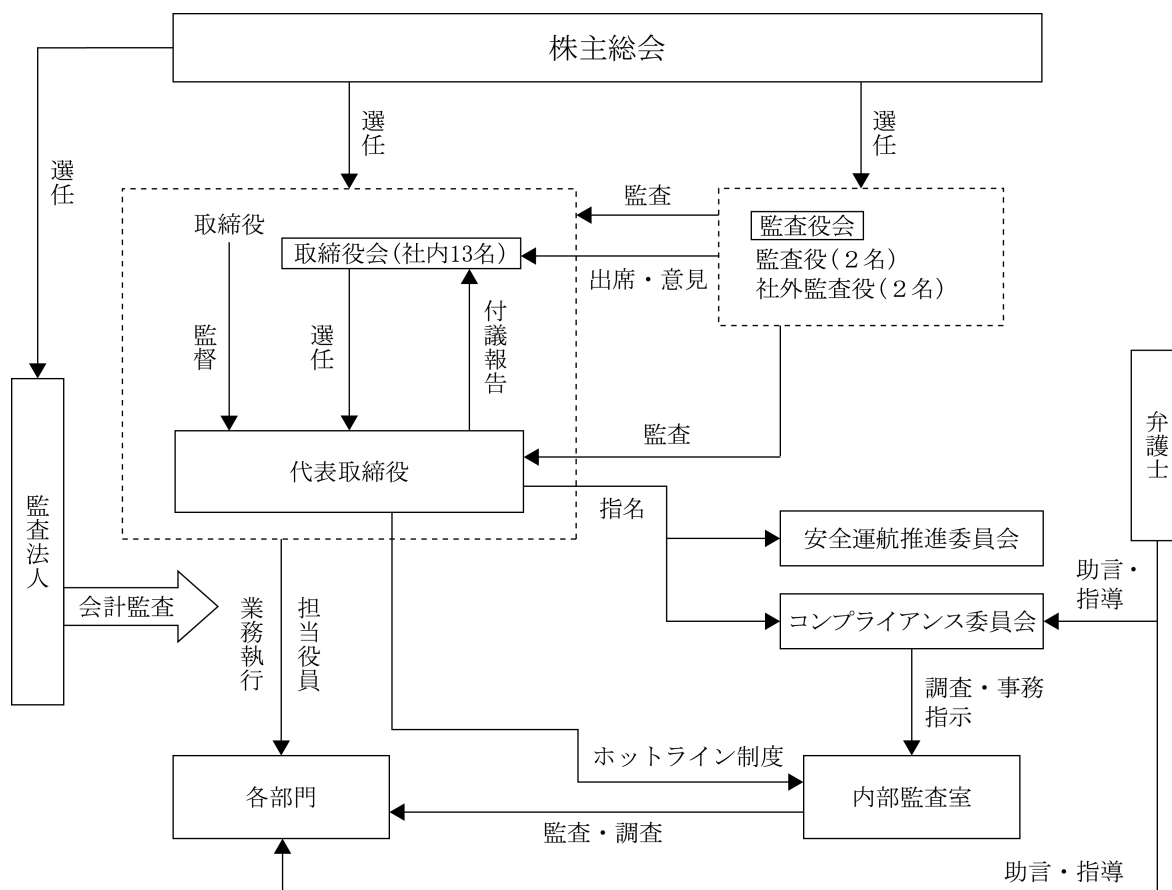 株主総会
選任
選任
選任
監査
取締役
監査役会
取締役会(社内13名)
監査役(２名)
出席・意見
社外監査役(２名)
監督
選任
付議報告
弁護士
監査
代表取締役
監査法人
指名
安全運航推進委員会
助言・
指導
会計監査
業務執行
担当役員
コンプライアンス委員会
調査・事務
指示
ホットライン制度
各部門
内部監査室
監査・調査
助言・指導